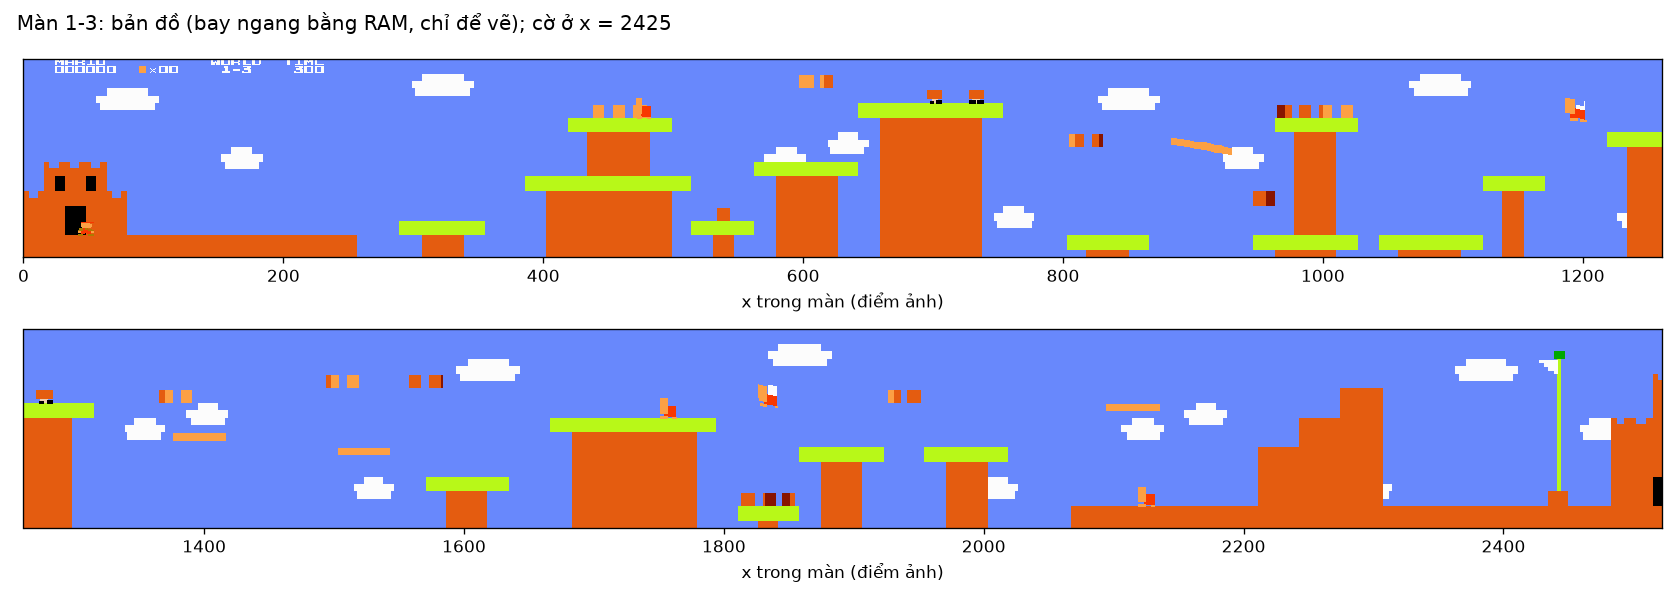 Màn 1-3: bản đồ (bay ngang bằng RAM, chỉ để vẽ); cờ ở x = 2425
MARIO WORLD TIME
000000 ×00 1-3 300
0 200 400 600 800 1000 1200
x trong màn (điểm ảnh)
1400 1600 1800 2000 2200 2400
x trong màn (điểm ảnh)